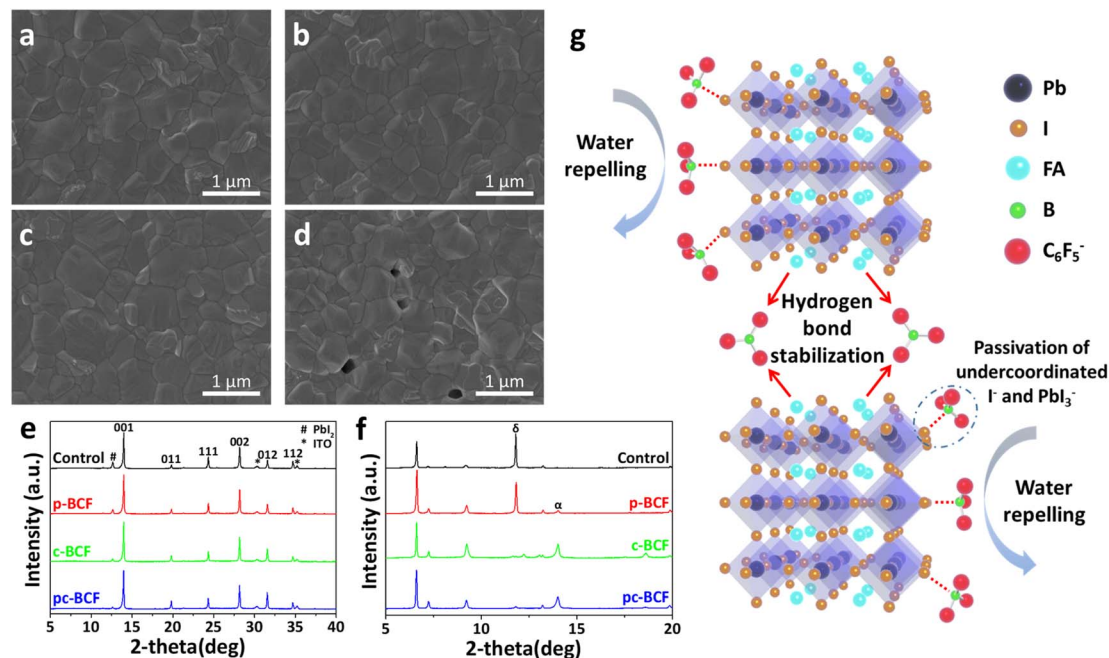 a
1 μm
b
1 μm
c
1 μm
d
1 μm
e
Intensity (a.u.)
001
002
# PbI₂
* ITO
Control
#
011
111
*
012
112
*
p-BCF
c-BCF
pc-BCF
5 10 15 20 25 30 35 40
2-theta(deg)
f
Intensity (a.u.)
δ
Control
p-BCF
α
c-BCF
pc-BCF
5 10 15 20
2-theta(deg)
g
Water
repelling
Pb
I
FA
B
C₆F₅⁻
Hydrogen
bond
stabilization
Passivation of
undercoordinated
I⁻ and PbI₃⁻
Water
repelling